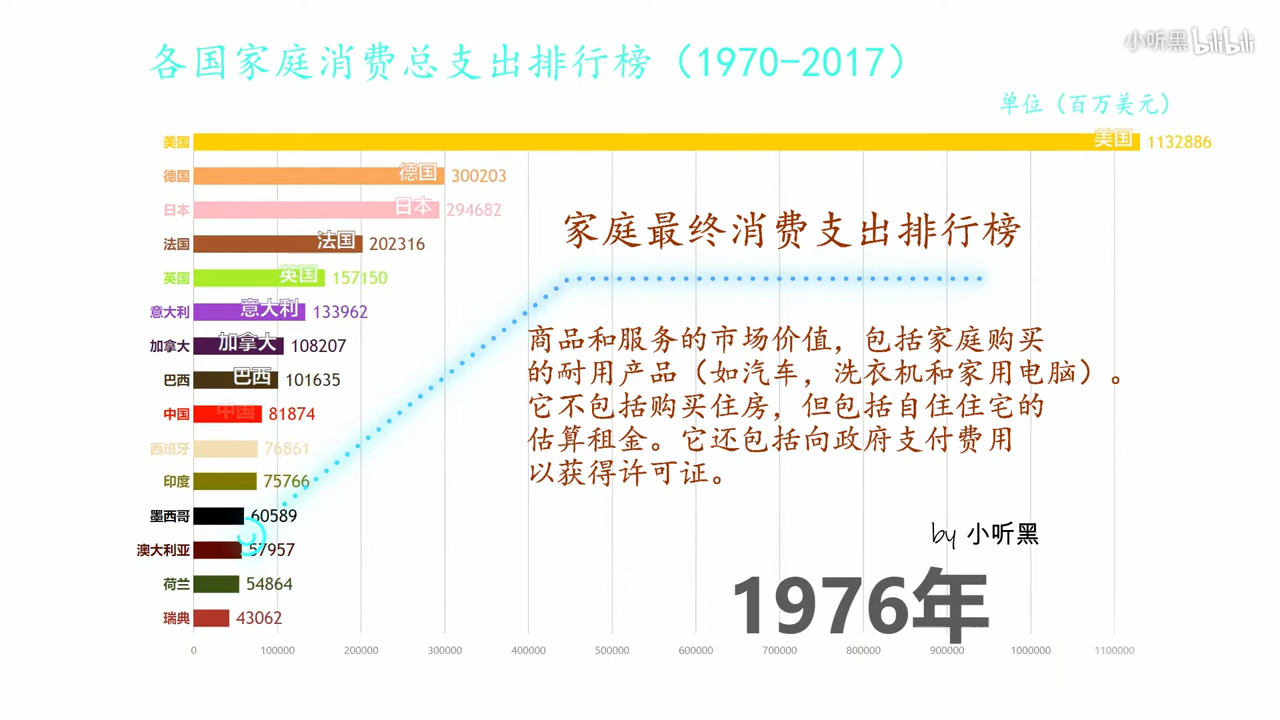 小听黑 bilibili
各国家庭消费总支出排行榜（1970-2017）
单位（百万美元）
美国 美国 1132886
德国 德国 300203
日本 日本 294682
法国 法国 202316
英国 英国 157150
意大利 意大利 133962
加拿大 加拿大 108207
巴西 巴西 101635
中国 中国 81874
西班牙 76861
印度 75766
墨西哥 60589
澳大利亚 57957
荷兰 54864
瑞典 43062
家庭最终消费支出排行榜
商品和服务的市场价值，包括家庭购买
的耐用产品（如汽车，洗衣机和家用电脑）。
它不包括购买住房，但包括自住住宅的
估算租金。它还包括向政府支付费用
以获得许可证。
by 小听黑
1976年
0 100000 200000 300000 400000 500000 600000 700000 800000 900000 1000000 1100000